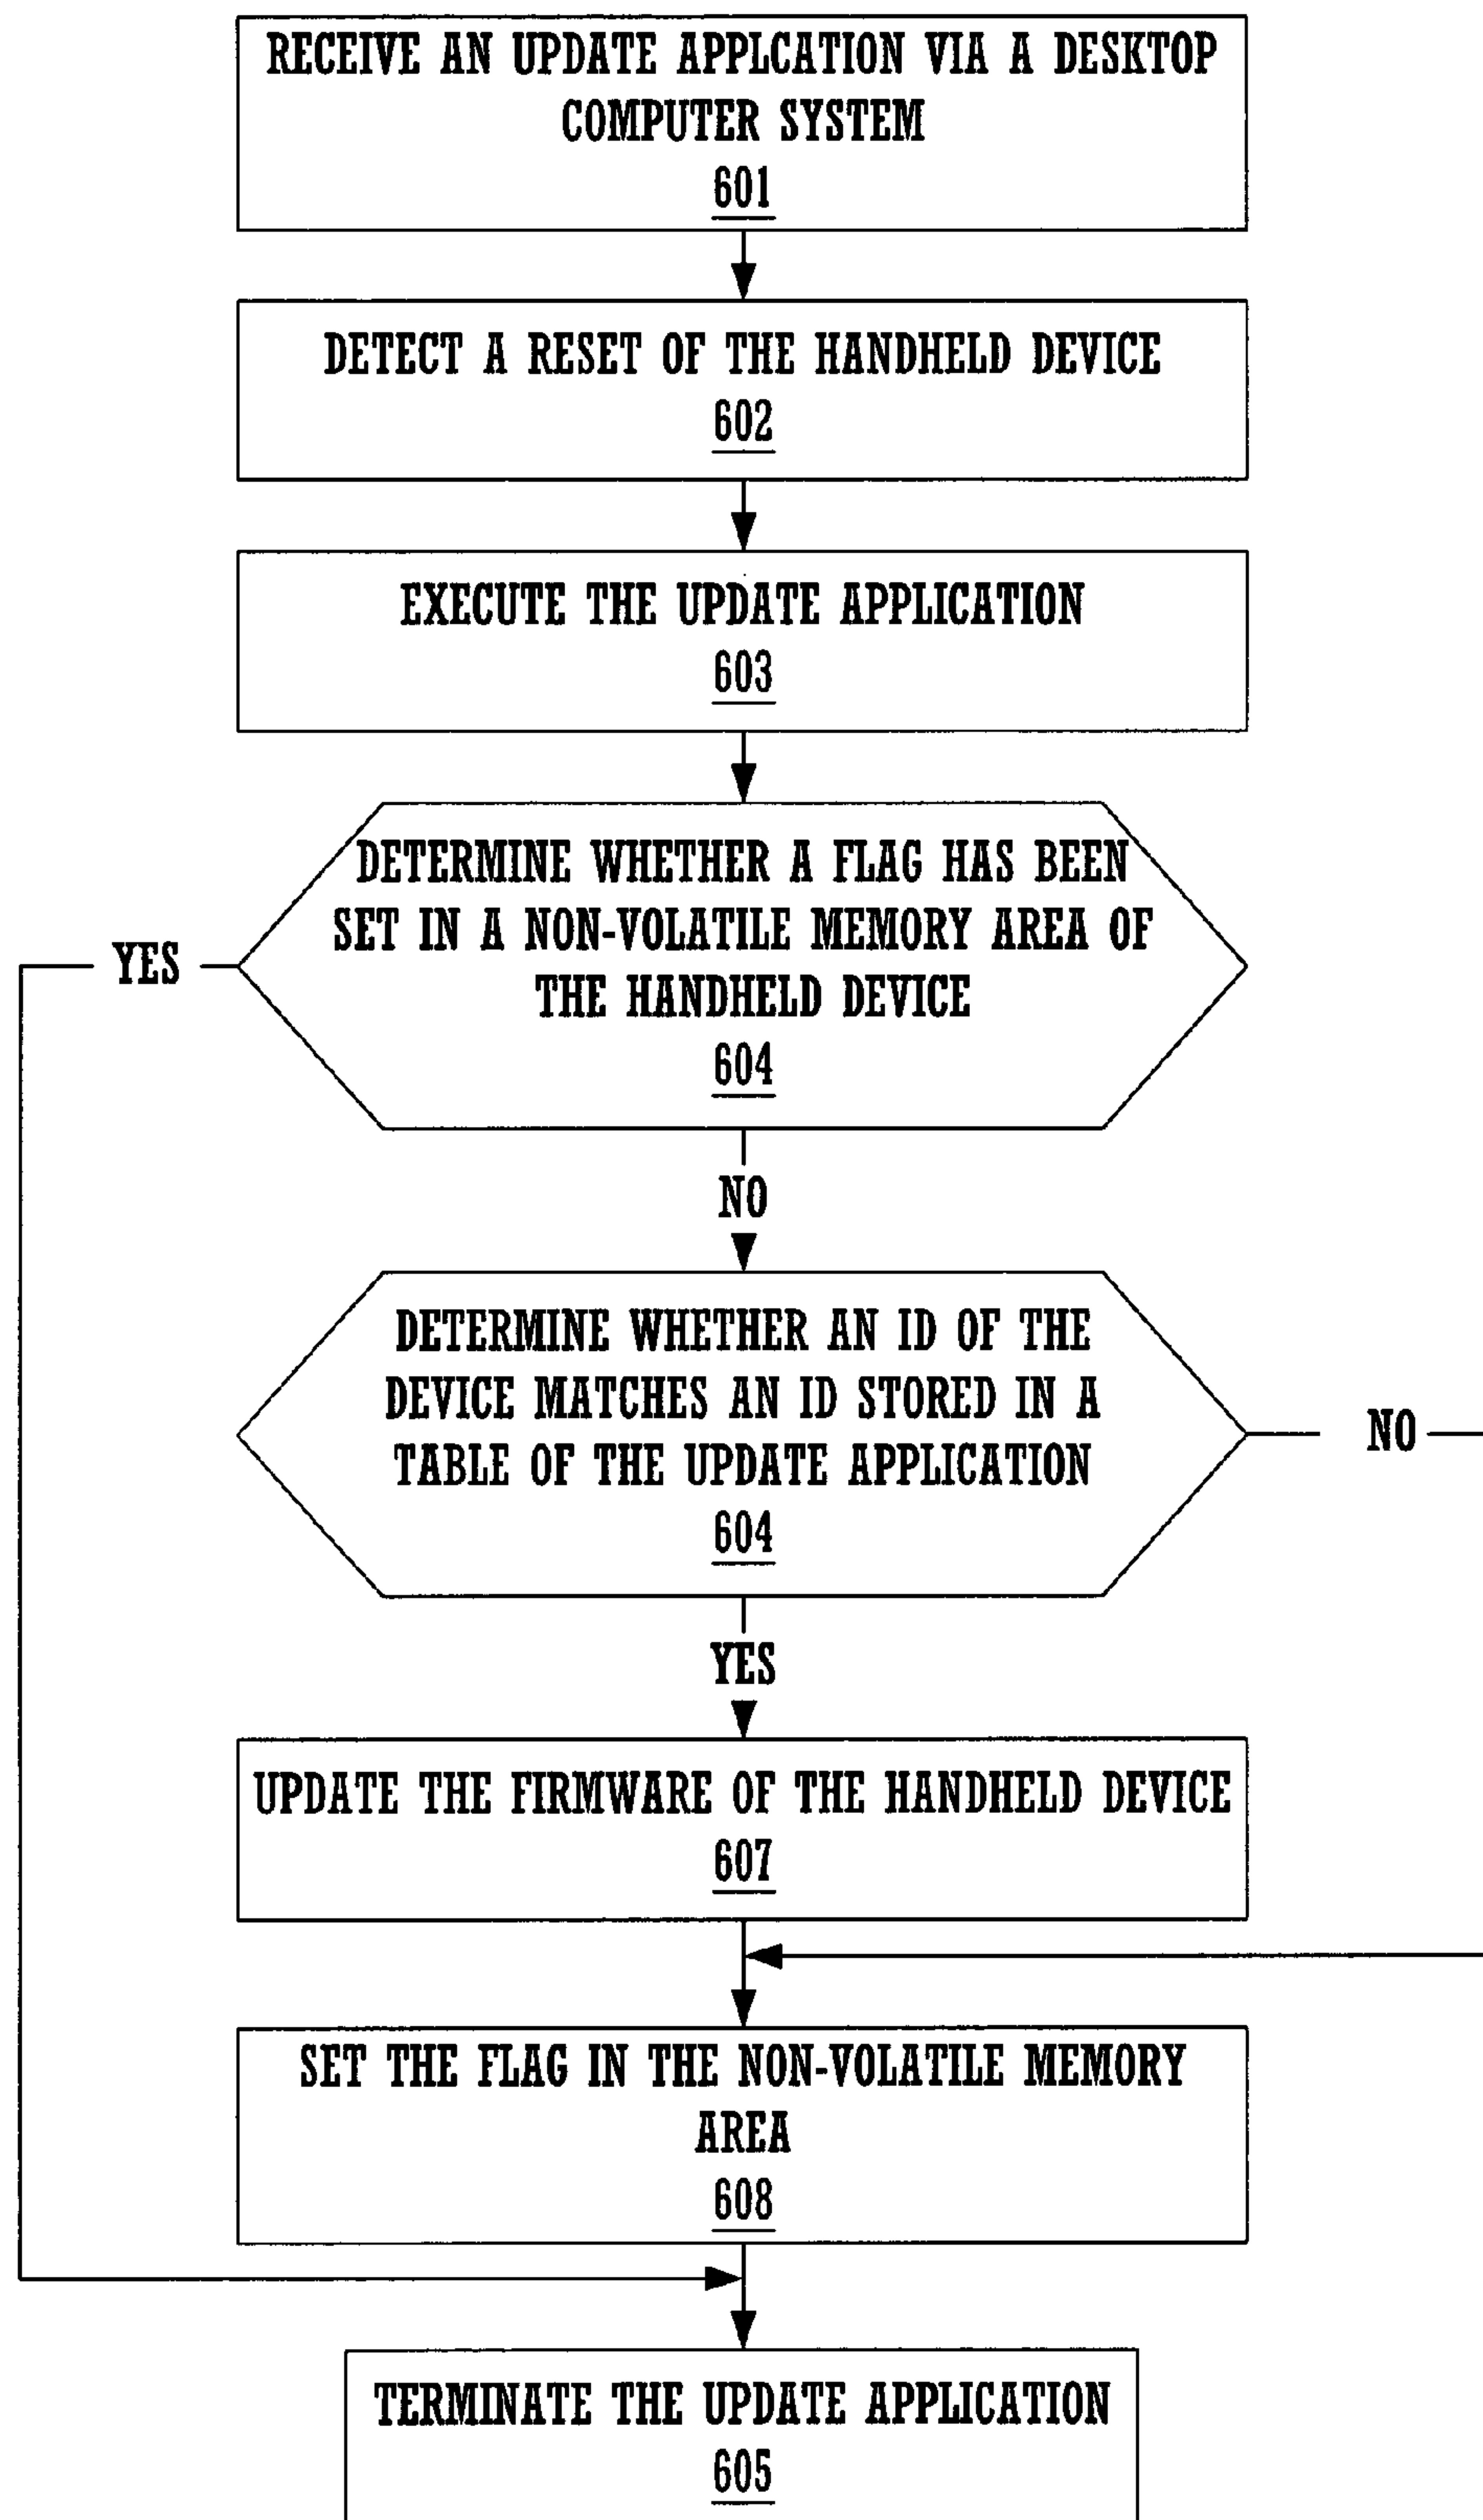 RECEIVE AN UPDATE APPLCATION VIA A DESKTOP
COMPUTER SYSTEM
601
DETECT A RESET OF THE HANDHELD DEVICE
602
EXECUTE THE UPDATE APPLICATION
603
DETERMINE WHETHER A FLAG HAS BEEN
SET IN A NON-VOLATILE MEMORY AREA OF
THE HANDHELD DEVICE
604
YES
NO
DETERMINE WHETHER AN ID OF THE
DEVICE MATCHES AN ID STORED IN A
TABLE OF THE UPDATE APPLICATION
604
NO
YES
UPDATE THE FIRMWARE OF THE HANDHELD DEVICE
607
SET THE FLAG IN THE NON-VOLATILE MEMORY
AREA
608
TERMINATE THE UPDATE APPLICATION
605